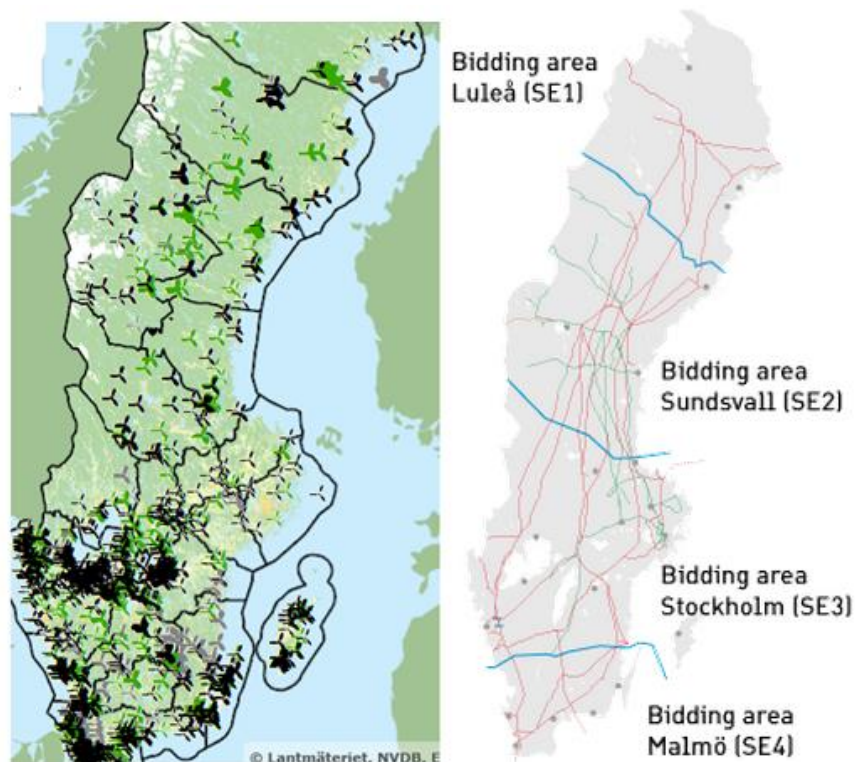 Bidding area
Luleå (SE1)
Bidding area
Sundsvall (SE2)
Bidding area
Stockholm (SE3)
Bidding area
Malmö (SE4)
© Lantmäteriet, NVDB, E